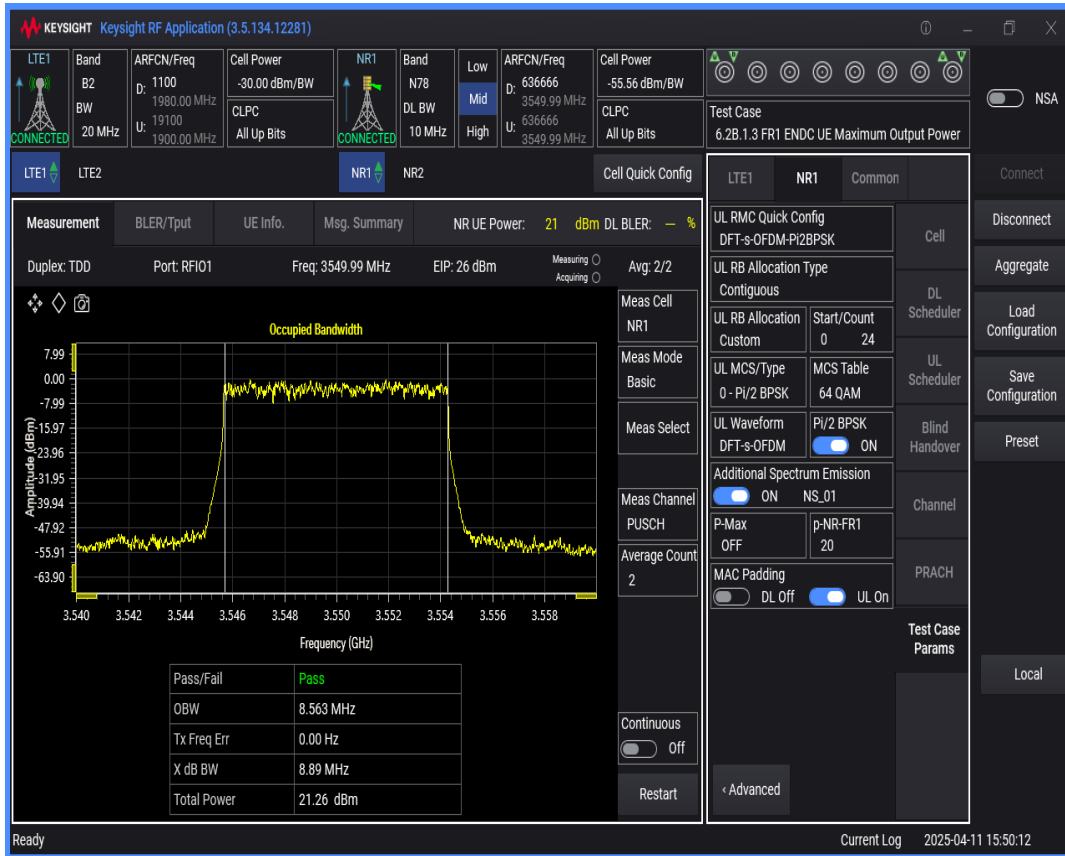 KEYSIGHT Keysight RF Application (3.5.134.12281)
LTE1
CONNECTED
Band
B2
BW
20 MHz
ARFCN/Freq
D: 1100
1980.00 MHz
U: 19100
1900.00 MHz
Cell Power
-30.00 dBm/BW
CLPC
All Up Bits
NR1
CONNECTED
Band
N78
DL BW
10 MHz
Low
Mid
High
ARFCN/Freq
D: 636666
3549.99 MHz
U: 636666
3549.99 MHz
Cell Power
-55.56 dBm/BW
CLPC
All Up Bits
Test Case
6.2B.1.3 FR1 ENDC UE Maximum Output Power
NSA
LTE1 LTE2 NR1 NR2 Cell Quick Config
Measurement BLER/Tput UE Info. Msg. Summary NR UE Power: 21 dBm DL BLER: — %
Duplex: TDD Port: RFIO1 Freq: 3549.99 MHz EIP: 26 dBm Measuring Acquiring Avg: 2/2
Occupied Bandwidth
Amplitude (dBm)
7.99
0.00
-7.99
-15.97
-23.96
-31.95
-39.94
-47.92
-55.91
-63.90
3.540 3.542 3.544 3.546 3.548 3.550 3.552 3.554 3.556 3.558
Frequency (GHz)
Pass/Fail Pass
OBW 8.563 MHz
Tx Freq Err 0.00 Hz
X dB BW 8.89 MHz
Total Power 21.26 dBm
Meas Cell
NR1
Meas Mode
Basic
Meas Select
Meas Channel
PUSCH
Average Count
2
Continuous
Off
Restart
LTE1 NR1 Common
UL RMC Quick Config
DFT-s-OFDM-Pi2BPSK
UL RB Allocation Type
Contiguous
UL RB Allocation
Custom
Start/Count
0 24
UL MCS/Type
0 - Pi/2 BPSK
MCS Table
64 QAM
UL Waveform
DFT-s-OFDM
Pi/2 BPSK
ON
Additional Spectrum Emission
ON NS_01
P-Max
OFF
p-NR-FR1
20
MAC Padding
DL Off UL On
‹ Advanced
Cell
DL
Scheduler
UL
Scheduler
Blind
Handover
Channel
PRACH
Test Case
Params
Connect
Disconnect
Aggregate
Load
Configuration
Save
Configuration
Preset
Local
Ready Current Log 2025-04-11 15:50:12